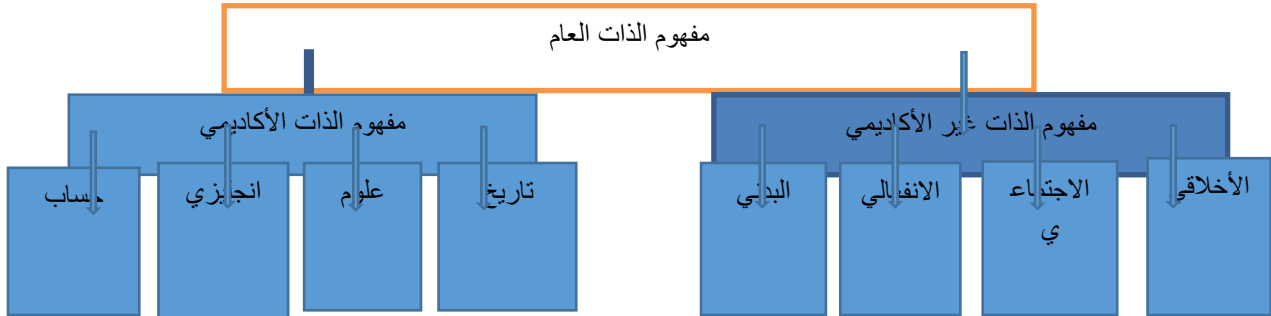 مفهوم الذات العام
مفهوم الذات غير الأكاديمي
مفهوم الذات الأكاديمي
الأخلاقي
الاجتماع
ي
الانفعالي
البدني
تاريخ
علوم
انجليزي
حساب